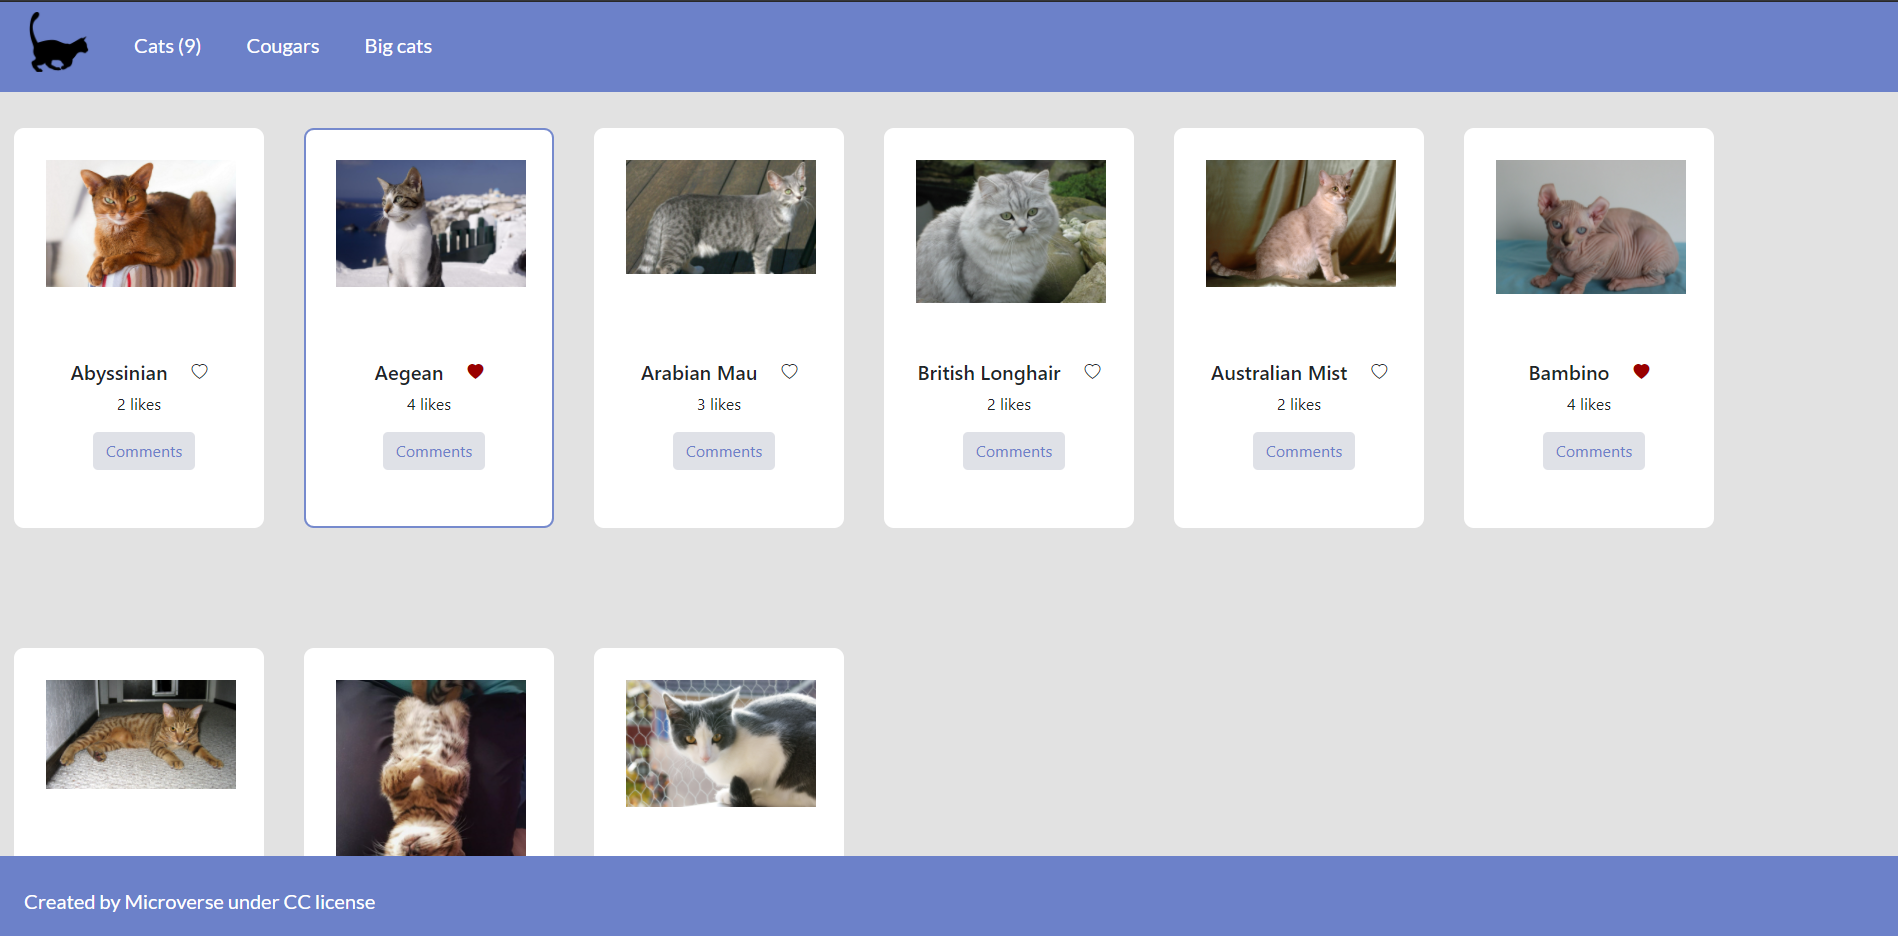 Cats (9) Cougars Big cats
Abyssinian
2 likes
Comments
Aegean
4 likes
Comments
Arabian Mau
3 likes
Comments
British Longhair
2 likes
Comments
Australian Mist
2 likes
Comments
Bambino
4 likes
Comments
Created by Microverse under CC license